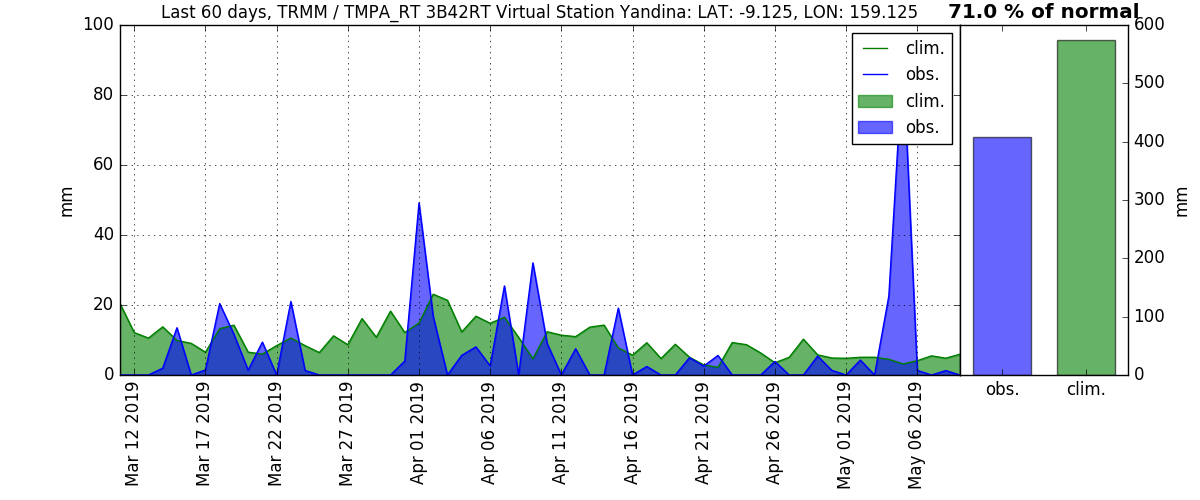 Last 60 days, TRMM / TMPA_RT 3B42RT Virtual Station Yandina: LAT: -9.125, LON: 159.125
71.0 % of normal
100
80
60
40
20
0
mm
clim.
obs.
clim.
obs.
600
500
400
300
200
100
0
mm
Mar 12 2019
Mar 17 2019
Mar 22 2019
Mar 27 2019
Apr 01 2019
Apr 06 2019
Apr 11 2019
Apr 16 2019
Apr 21 2019
Apr 26 2019
May 01 2019
May 06 2019
obs.
clim.